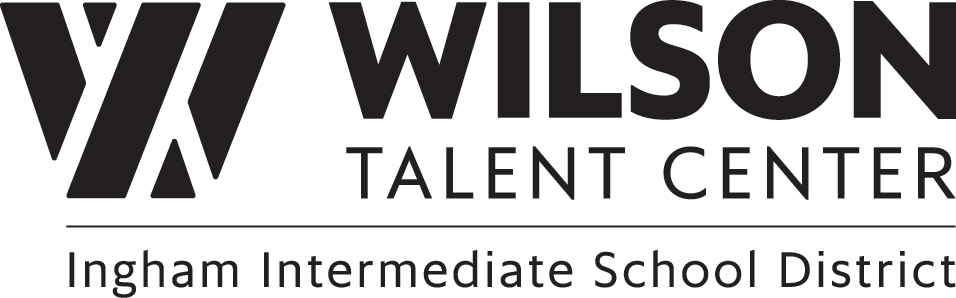 WILSON
TALENT CENTER
Ingham Intermediate School District